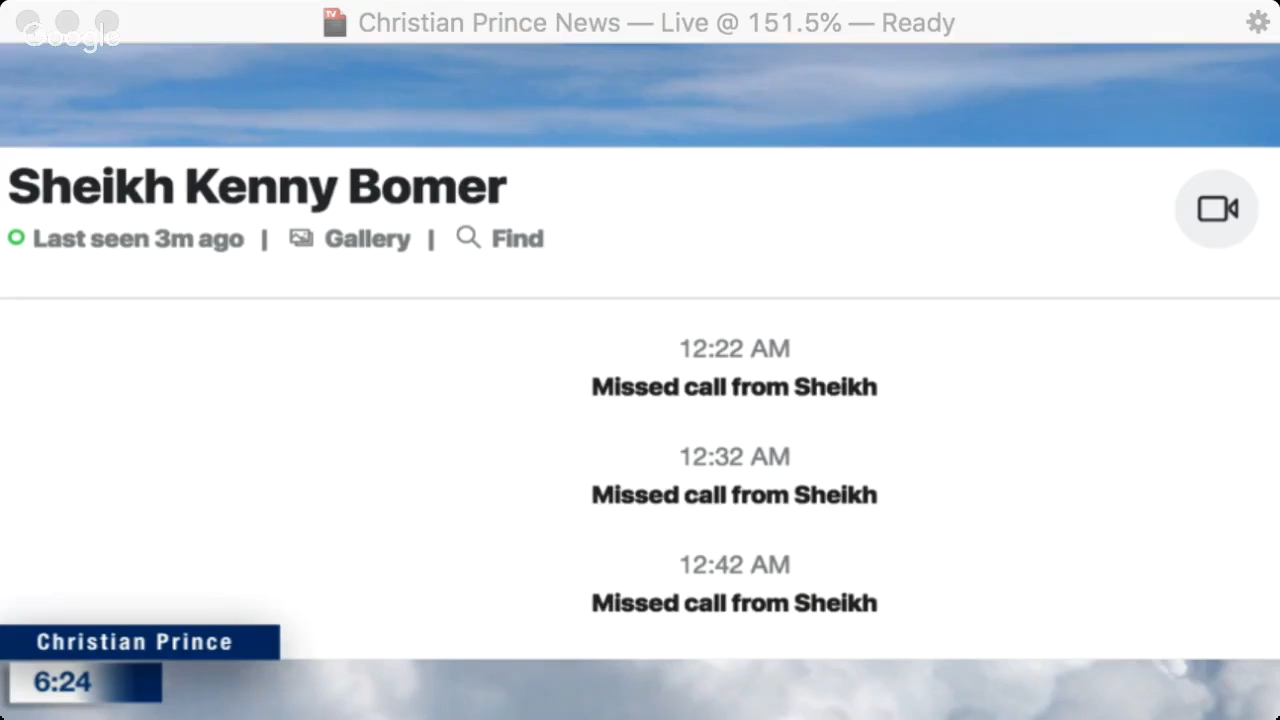 Christian Prince News — Live @ 151.5% — Ready
Google
Sheikh Kenny Bomer
Last seen 3m ago | Gallery | Find
12:22 AM
Missed call from Sheikh
12:32 AM
Missed call from Sheikh
12:42 AM
Missed call from Sheikh
Christian Prince
6:24